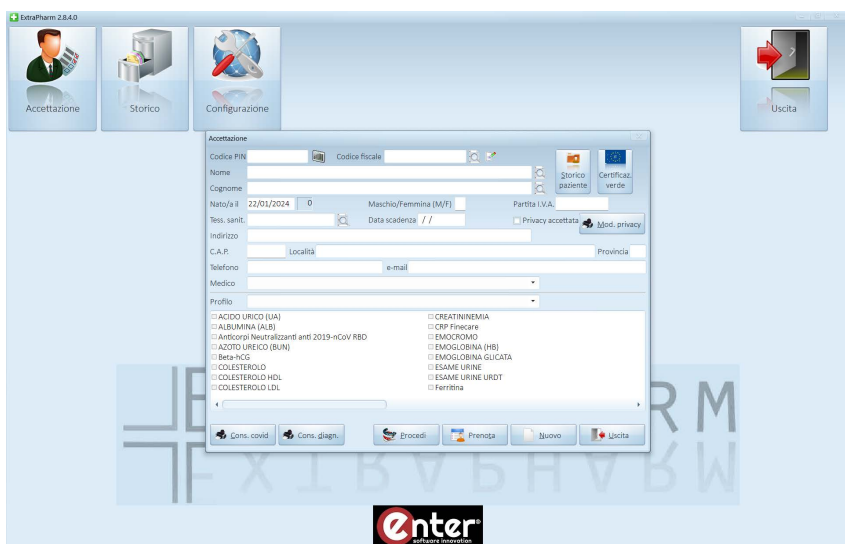 ExtraPharm 2.8.4.0
Accettazione
Storico
Configurazione
Uscita
Accettazione
Codice PIN
Codice fiscale
Nome
Storico paziente
Certificaz. verde
Cognome
Nato/a il 22/01/2024 0 Maschio/Femmina (M/F) Partita I.V.A.
Tess. sanit. Data scadenza / / Privacy accettata Mod. privacy
Indirizzo
C.A.P. Località Provincia
Telefono e-mail
Medico
Profilo
ACIDO URICO (UA) CREATININEMIA
ALBUMINA (ALB) CRP Finecare
Anticorpi Neutralizzanti anti 2019-nCoV RBD EMOCROMO
AZOTO UREICO (BUN) EMOGLOBINA (HB)
Beta-hCG EMOGLOBINA GLICATA
COLESTEROLO ESAME URINE
COLESTEROLO HDL ESAME URINE URDT
COLESTEROLO LDL Ferritina
Cons. covid Cons. diagn. Procedi Prenota Nuovo Uscita
enter
software innovation